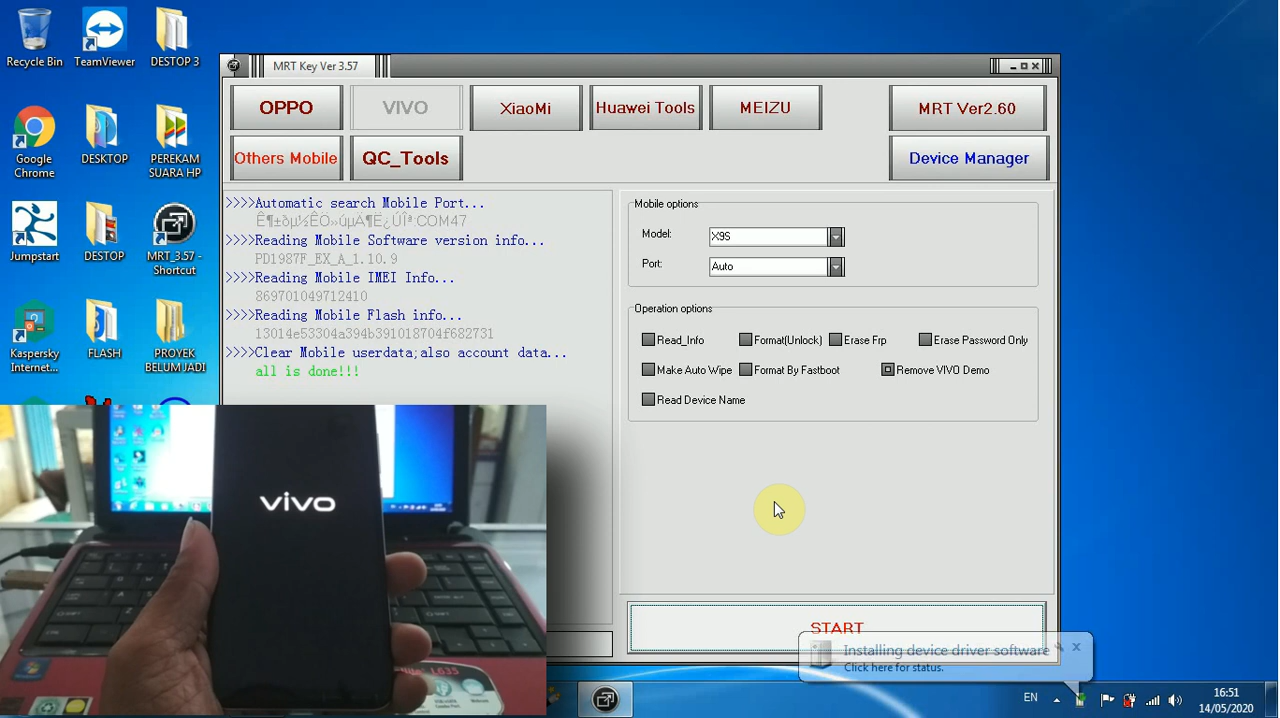 Recycle Bin
TeamViewer
DESTOP 3
Google
Chrome
DESKTOP
PEREKAM
SUARA HP
Jumpstart
DESTOP
MRT_3.57 -
Shortcut
Kaspersky
Internet...
FLASH
PROYEK
BELUM JADI
MRT Key Ver 3.57
OPPO
VIVO
XiaoMi
Huawei Tools
MEIZU
MRT Ver2.60
Others Mobile
QC_Tools
Device Manager
>>>>Automatic search Mobile Port...
COM47
>>>>Reading Mobile Software version info...
PD1987F_EX_A_1.10.9
>>>>Reading Mobile IMEI Info...
869701049712410
>>>>Reading Mobile Flash info...
13014e53304a394b391018704f682731
>>>>Clear Mobile userdata;also account data...
all is done!!!
Mobile options
Model:
X9S
Port:
Auto
Operation options
Read_Info
Format(Unlock)
Erase Frp
Erase Password Only
Make Auto Wipe
Format By Fastboot
Remove VIVO Demo
Read Device Name
vivo
START
Installing device driver software
Click here for status.
EN
16:51
14/05/2020